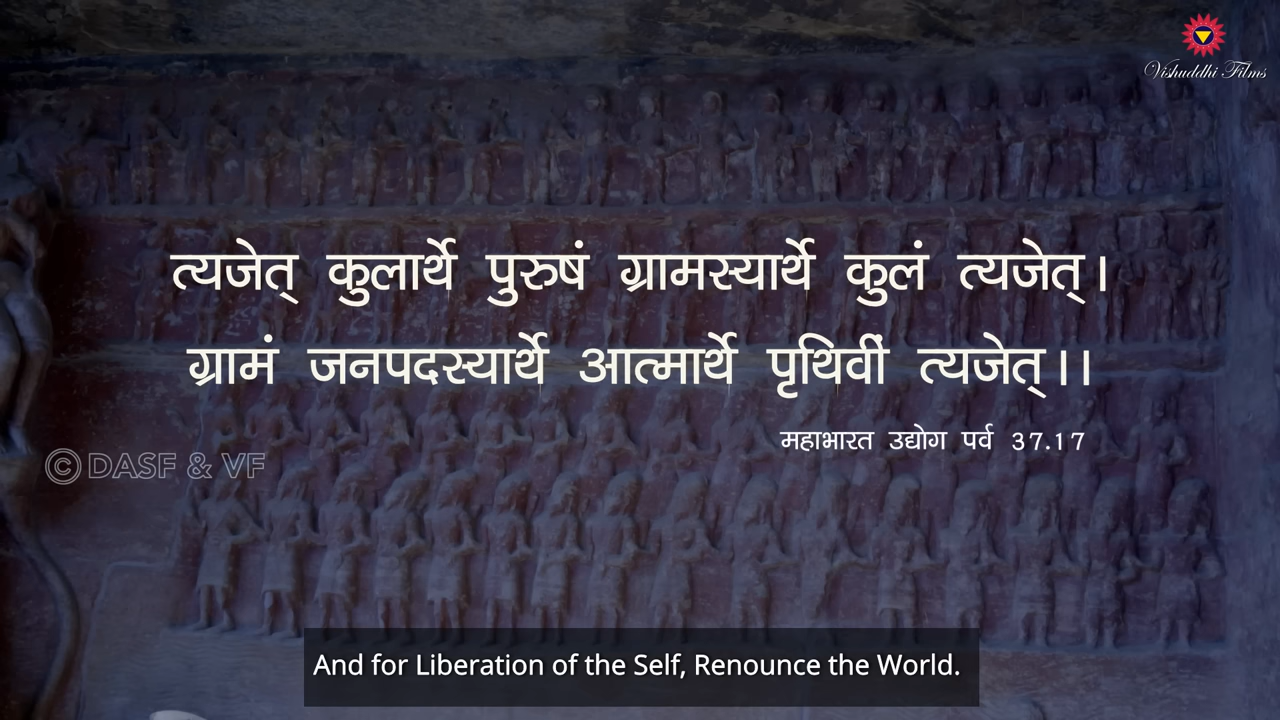 Vishuddhi Films
त्यजेत् कुलार्थे पुरुषं ग्रामस्यार्थे कुलं त्यजेत्।
ग्रामं जनपदस्यार्थे आत्मार्थे पृथिवीं त्यजेत्।।
महाभारत उद्योग पर्व 37.17
© DASF & VF
And for Liberation of the Self, Renounce the World.